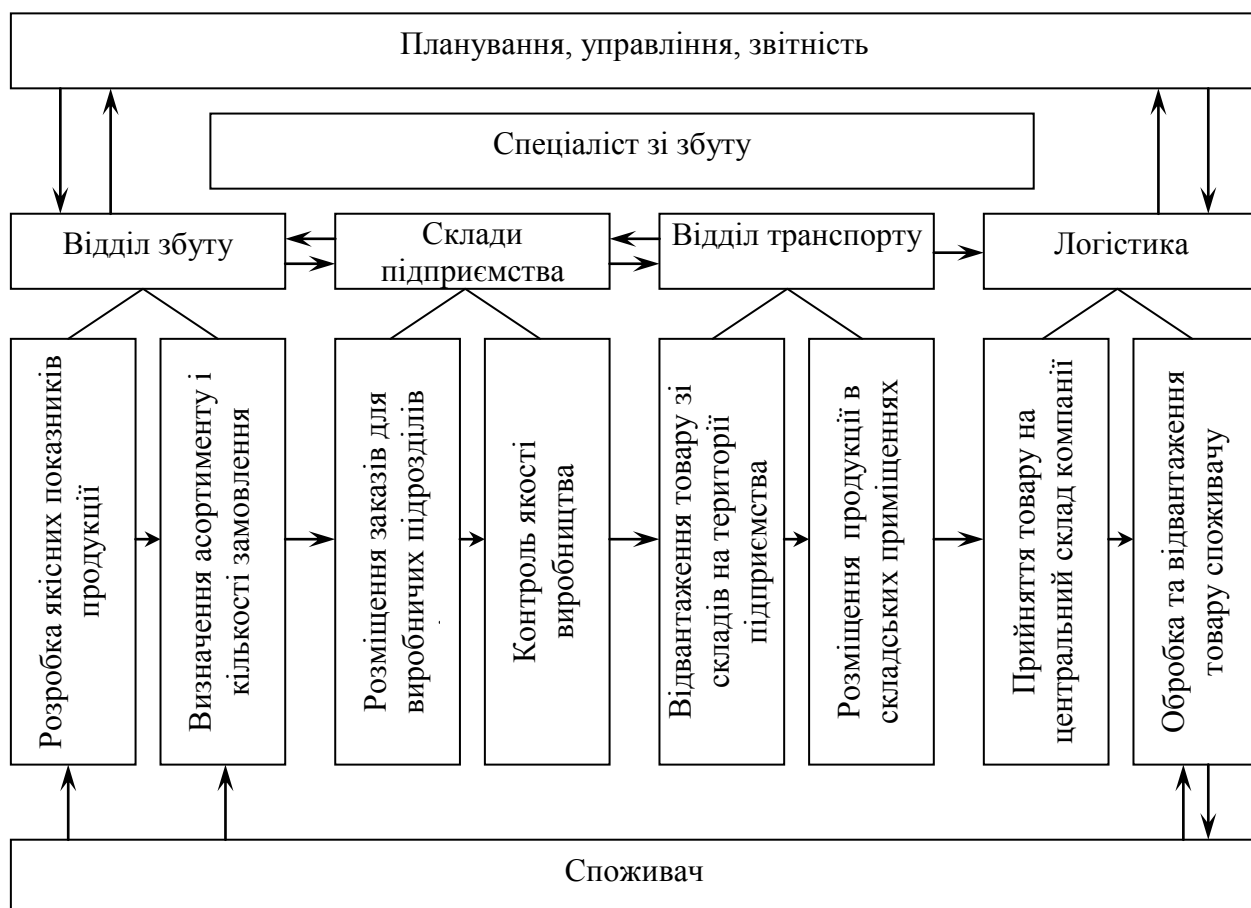 Планування, управління, звітність
Спеціаліст зі збуту
Відділ збуту
Склади
підприємства
Відділ транспорту
Логістика
Розробка якісних показників
продукції
Визначення асортименту і
кількості замовлення
Розміщення заказів для
виробничих підрозділів
Контроль якості
виробництва
Відвантаження товару зі
складів на території
підприємства
Розміщення продукції в
складських приміщеннях
Прийняття товару на
центральний склад компанії
Обробка та відвантаження
товару споживачу
Споживач